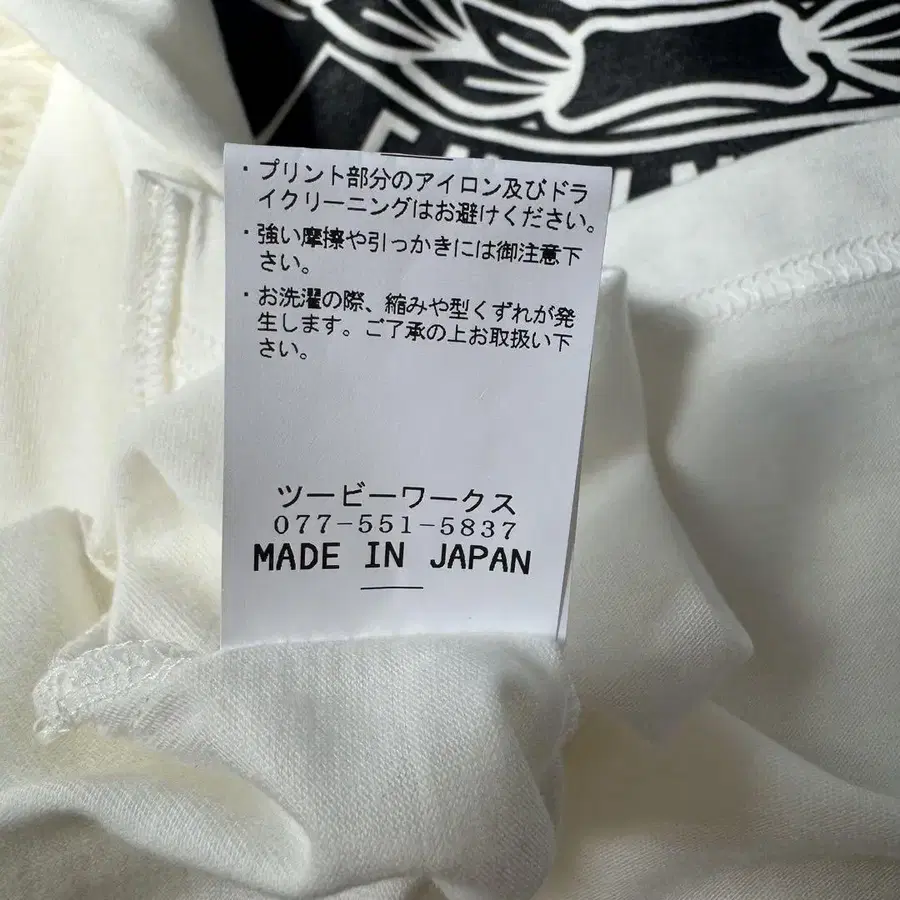 ・プリント部分のアイロン及びドラ
イクリーニングはお避けください。
・強い摩擦や引っかきには御注意下
さい。
・お洗濯の際、縮みや型くずれが発
生します。ご了承の上お取扱い下
さい。
ツービーワークス
077-551-5837
MADE IN JAPAN